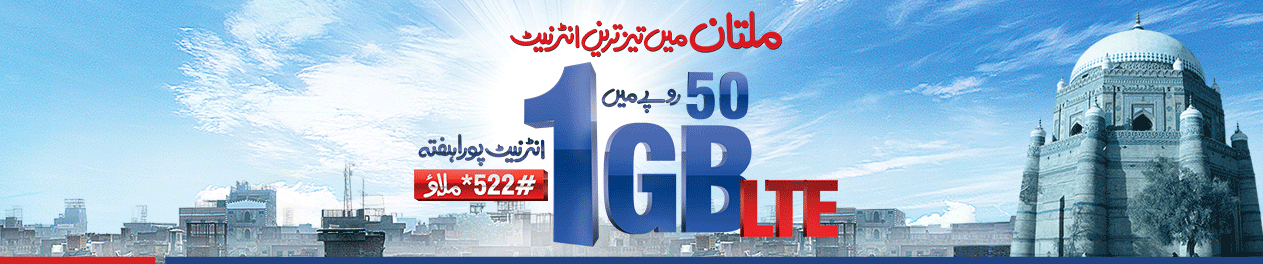 ملتان میں تیز ترین انٹرنیٹ
50 روپے میں
1GB LTE
انٹرنیٹ پورا ہفتہ
*522# ملاؤ